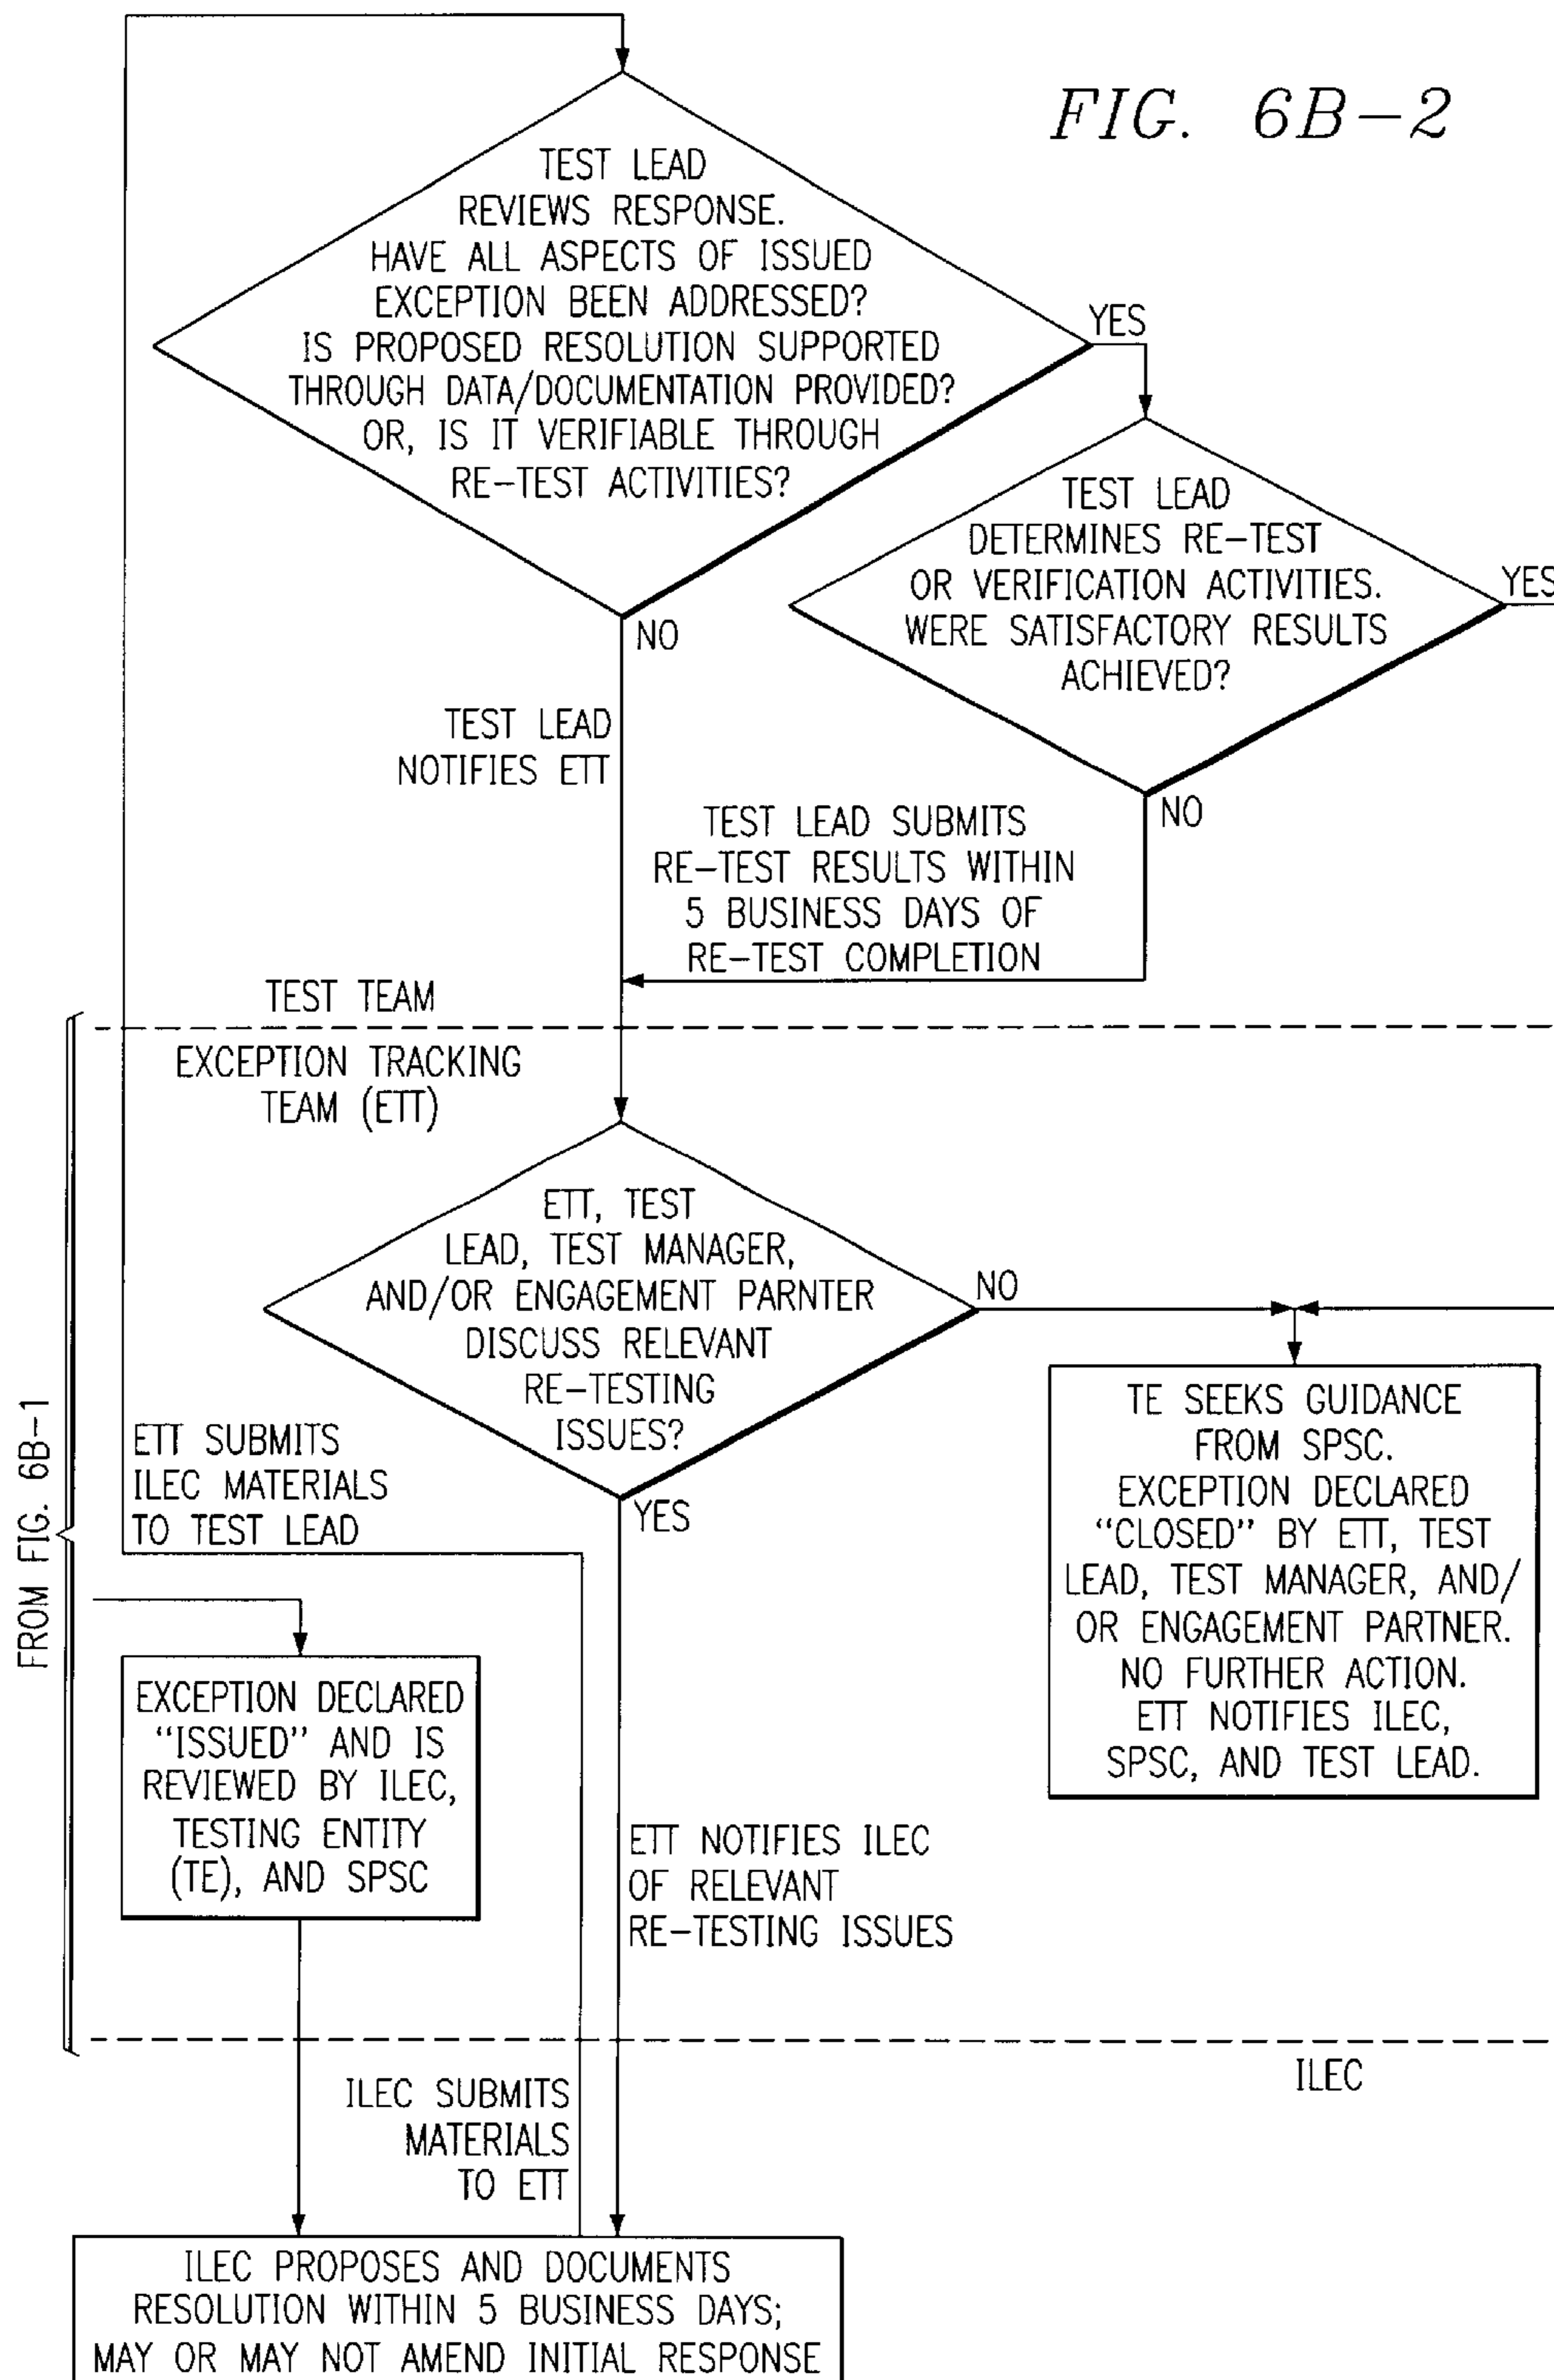 FIG. 6B-2
TEST LEAD
REVIEWS RESPONSE.
HAVE ALL ASPECTS OF ISSUED
EXCEPTION BEEN ADDRESSED?
IS PROPOSED RESOLUTION SUPPORTED
THROUGH DATA/DOCUMENTATION PROVIDED?
OR, IS IT VERIFIABLE THROUGH
RE-TEST ACTIVITIES?
YES
NO
TEST LEAD
DETERMINES RE-TEST
OR VERIFICATION ACTIVITIES.
WERE SATISFACTORY RESULTS
ACHIEVED?
YES
NO
TEST LEAD
NOTIFIES ETT
TEST LEAD SUBMITS
RE-TEST RESULTS WITHIN
5 BUSINESS DAYS OF
RE-TEST COMPLETION
TEST TEAM
EXCEPTION TRACKING
TEAM (ETT)
ETT, TEST
LEAD, TEST MANAGER,
AND/OR ENGAGEMENT PARNTER
DISCUSS RELEVANT
RE-TESTING
ISSUES?
NO
YES
TE SEEKS GUIDANCE
FROM SPSC.
EXCEPTION DECLARED
"CLOSED" BY ETT, TEST
LEAD, TEST MANAGER, AND/
OR ENGAGEMENT PARTNER.
NO FURTHER ACTION.
ETT NOTIFIES ILEC,
SPSC, AND TEST LEAD.
FROM FIG. 6B-1
ETT SUBMITS
ILEC MATERIALS
TO TEST LEAD
EXCEPTION DECLARED
"ISSUED" AND IS
REVIEWED BY ILEC,
TESTING ENTITY
(TE), AND SPSC
ETT NOTIFIES ILEC
OF RELEVANT
RE-TESTING ISSUES
ILEC
ILEC SUBMITS
MATERIALS
TO ETT
ILEC PROPOSES AND DOCUMENTS
RESOLUTION WITHIN 5 BUSINESS DAYS;
MAY OR MAY NOT AMEND INITIAL RESPONSE